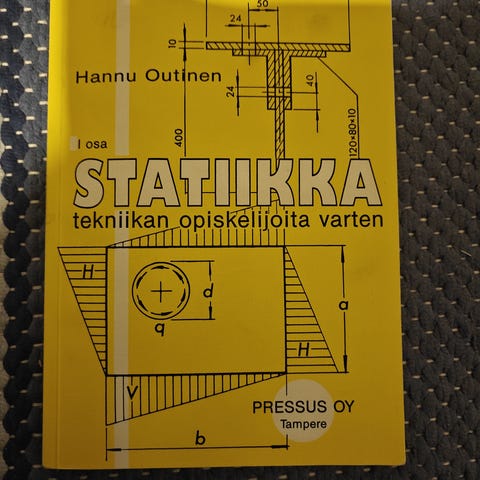 50
24
10
Hannu Outinen
24
40
400
120×80×10
I osa
STATIIKKA
tekniikan opiskelijoita varten
H
d
a
q
H
V
PRESSUS OY
Tampere
b